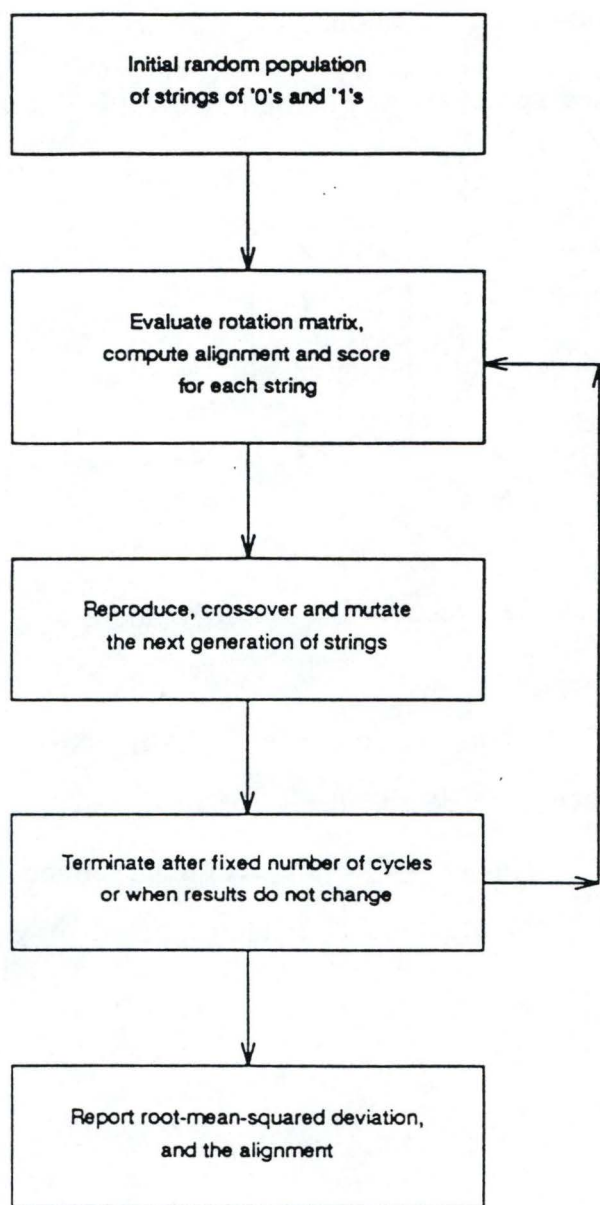 Initial random population
of strings of '0's and '1's
Evaluate rotation matrix,
compute alignment and score
for each string
Reproduce, crossover and mutate
the next generation of strings
Terminate after fixed number of cycles
or when results do not change
Report root-mean-squared deviation,
and the alignment